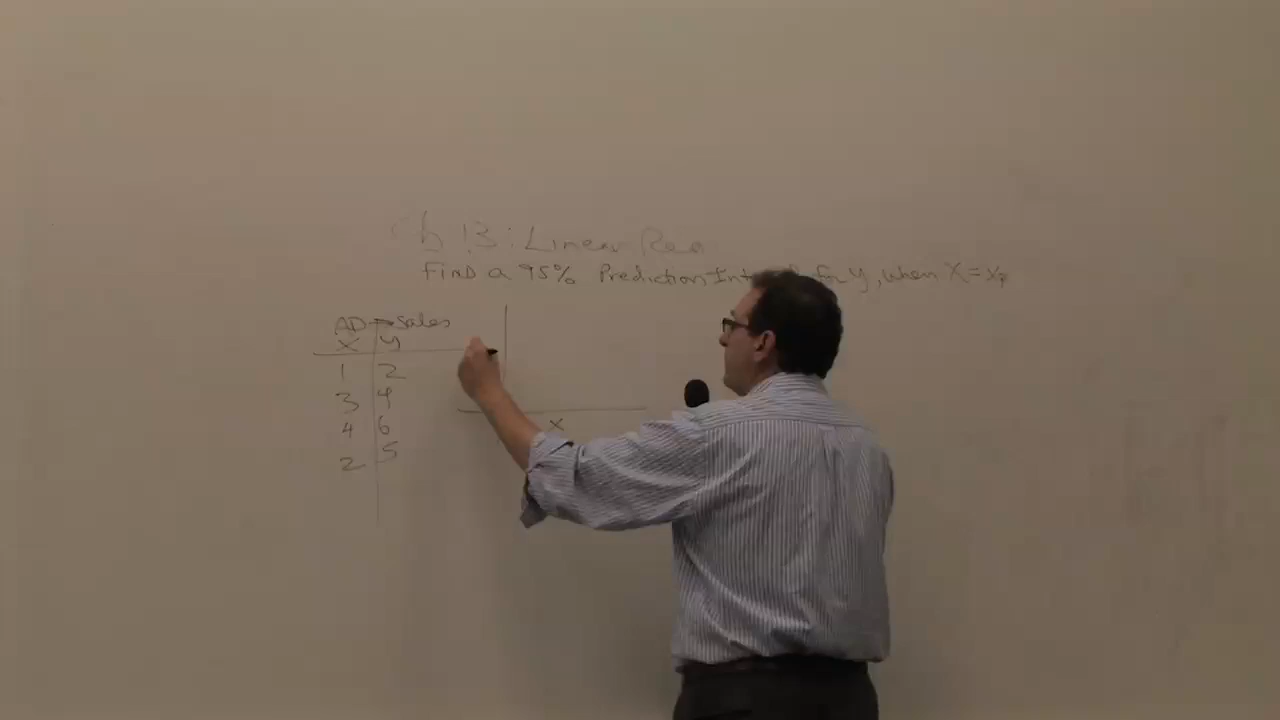 Ch 13: Linear Reg
Find a 95% Prediction Int for y, when X = xp
AD → Sales
X y
1 2
3 4
4 6
2 5
x